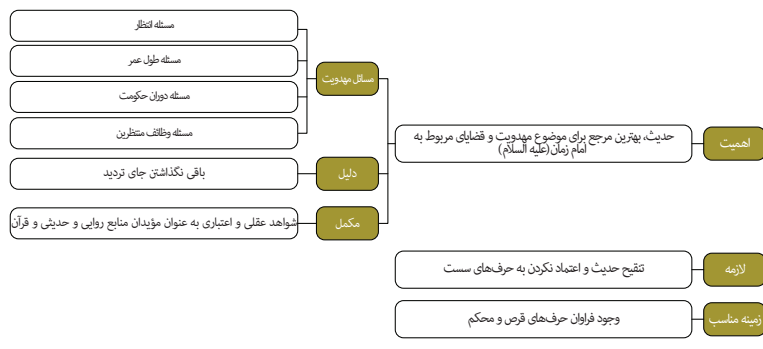 اهمیت
حدیث، بهترین مرجع برای موضوع مهدویت و قضایای مربوط به
امام زمان(علیه السلام)
مسائل مهدویت
مسئله انتظار
مسئله طول عمر
مسئله دوران حکومت
مسئله وظائف منتظرین
دلیل
باقی نگذاشتن جای تردید
مکمل
شواهد عقلی و اعتباری به عنوان مؤیدان منابع روایی و حدیثی و قرآن
لازمه
تنقیح حدیث و اعتماد نکردن به حرف‌های سست
زمینه مناسب
وجود فراوان حرف‌های قرص و محکم